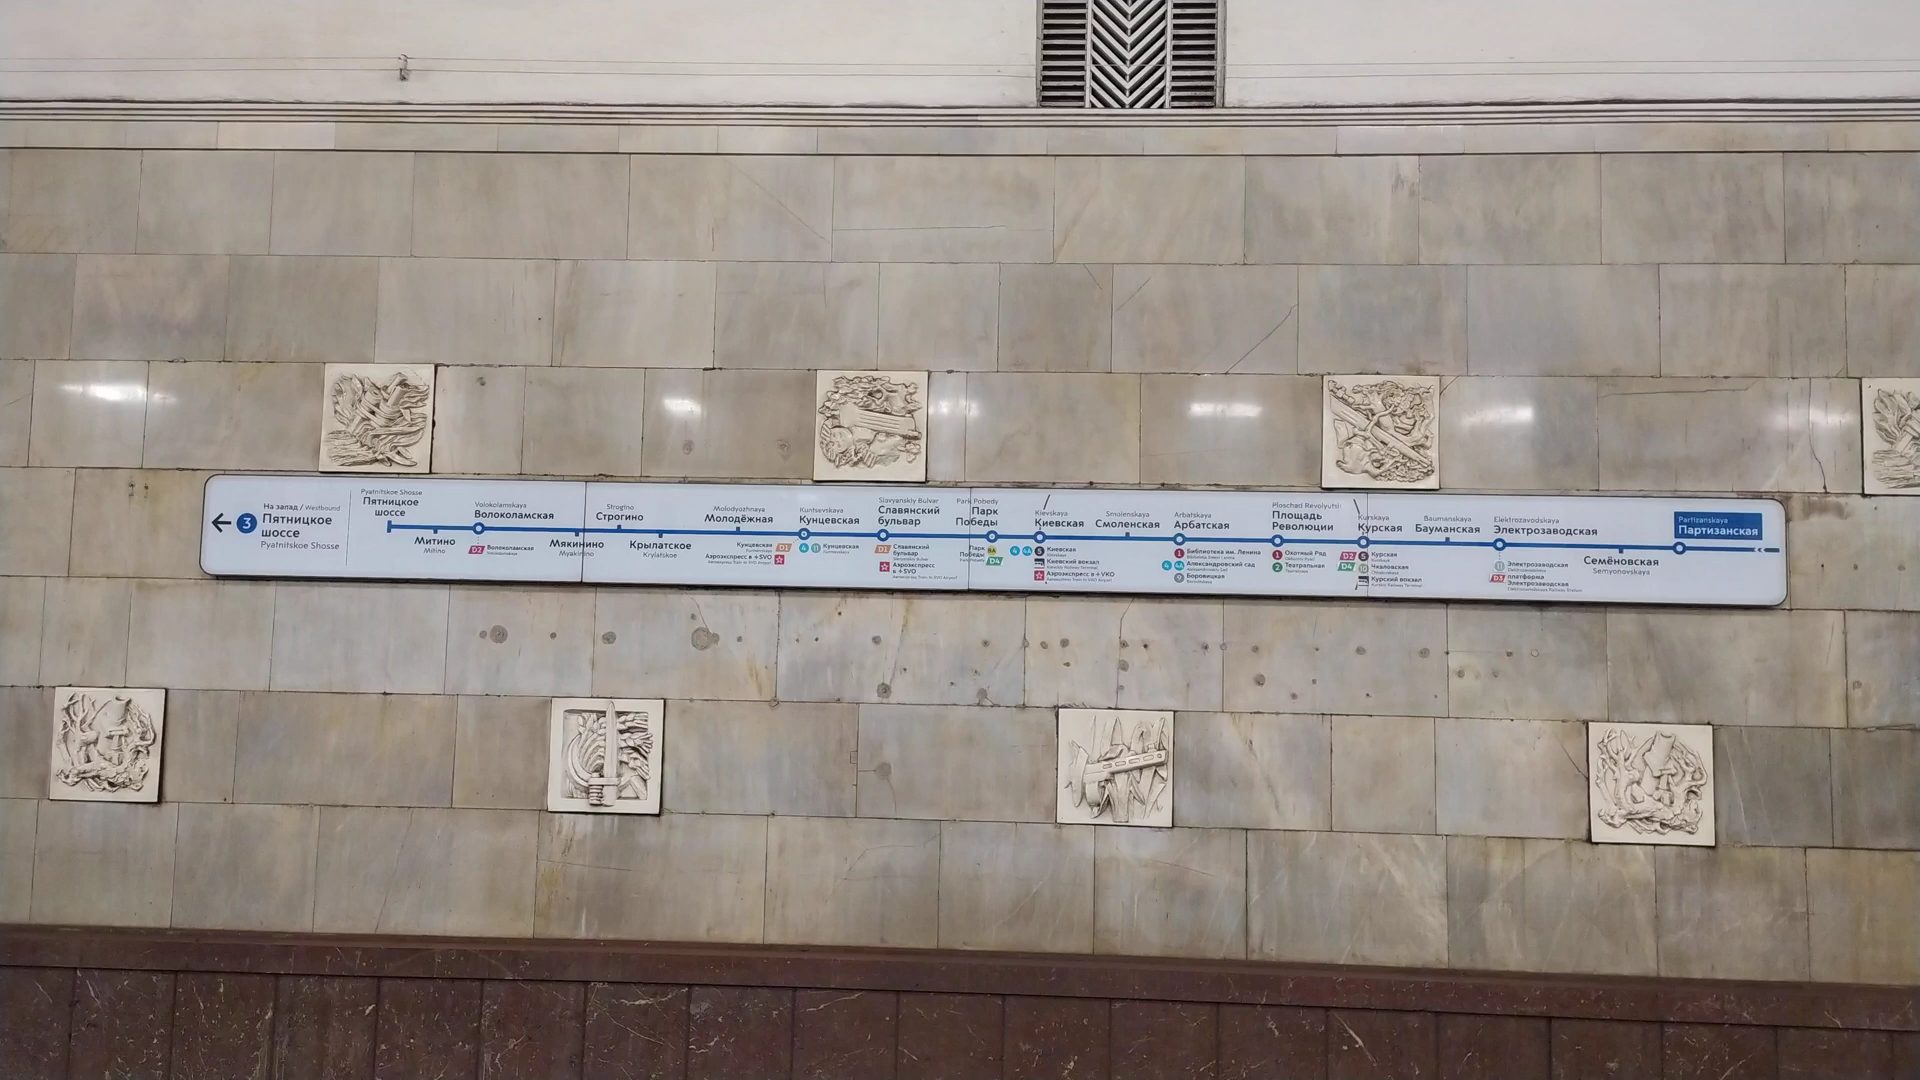 На запад / Westbound
3 Пятницкое
шоссе
Pyatnitskoe Shosse
Pyatnitskoe Shosse
Пятницкое
шоссе
Митино
Mitino
Volokolamskaya
Волоколамская
D2 Волоколамская
Volokolamskaya
Мякинино
Myakinino
Strogino
Строгино
Крылатское
Krylatskoe
Molodyozhnaya
Молодёжная
Kuntsevskaya
Кунцевская
Кунцевская D1
Аэроэкспресс в SVO
4 11 Кунцевская
Slavyanskiy Bulvar
Славянский
бульвар
D1 Славянский
бульвар
Аэроэкспресс
в SVO
Park Pobedy
Парк
Победы
Парк 8A
Победы D4
Kievskaya
Киевская
4 4A 5 Киевская
Киевский вокзал
Аэроэкспресс в VKO
Smolenskaya
Смоленская
Arbatskaya
Арбатская
1 Библиотека им. Ленина
4 4A Александровский сад
9 Боровицкая
Ploschad Revolyutsii
Площадь
Революции
1 Охотный Ряд
2 Театральная
Kurskaya
Курская
D2 5 Курская
D4 10 Чкаловская
Курский вокзал
Baumanskaya
Бауманская
Elektrozavodskaya
Электрозаводская
11 Электрозаводская
D3 платформа
Электрозаводская
Семёновская
Semyonovskaya
Partizanskaya
Партизанская